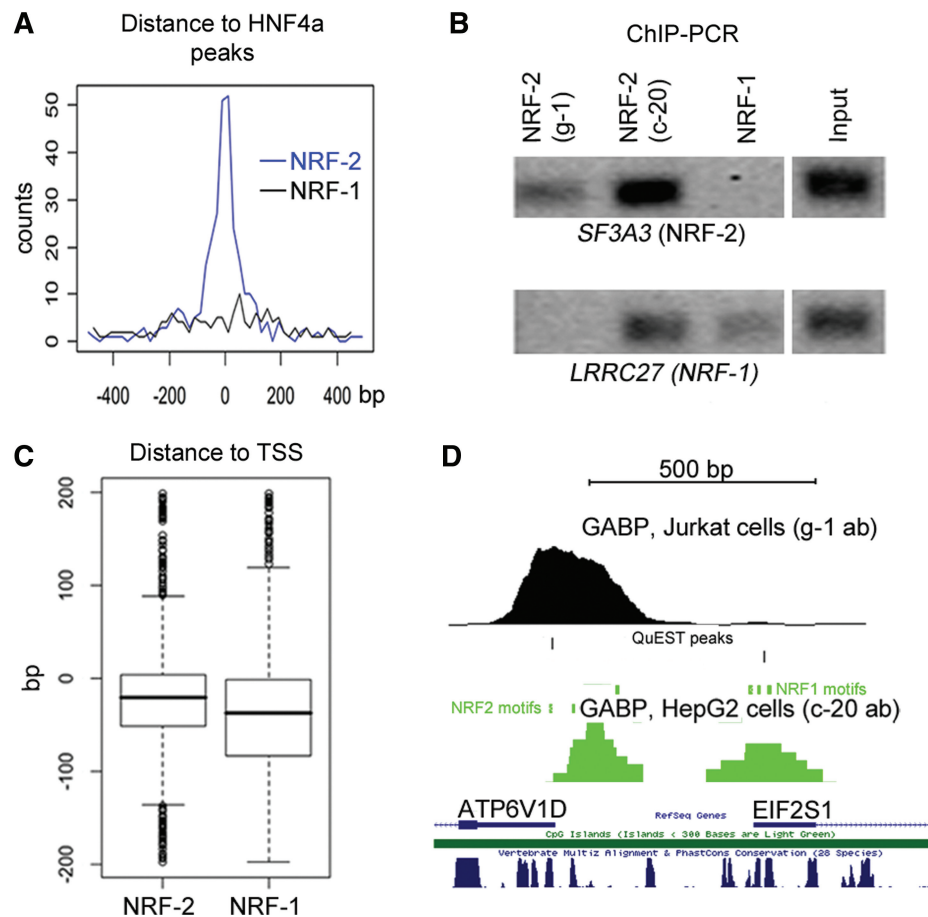 A
Distance to HNF4a
peaks
counts
50
40
30
20
10
0
NRF-2
NRF-1
-400 -200 0 200 400 bp
B
ChIP-PCR
NRF-2
(g-1)
NRF-2
(c-20)
NRF-1
Input
SF3A3 (NRF-2)
LRRC27 (NRF-1)
C
Distance to TSS
bp
200
100
0
-100
-200
NRF-2 NRF-1
D
500 bp
GABP, Jurkat cells (g-1 ab)
QuEST peaks
NRF1 motifs
NRF2 motifs
GABP, HepG2 cells (c-20 ab)
ATP6V1D
RefSeq Genes
EIF2S1
CpG Islands (Islands < 300 Bases are Light Green)
Vertebrate Multiz Alignment & PhastCons Conservation (28 Species)